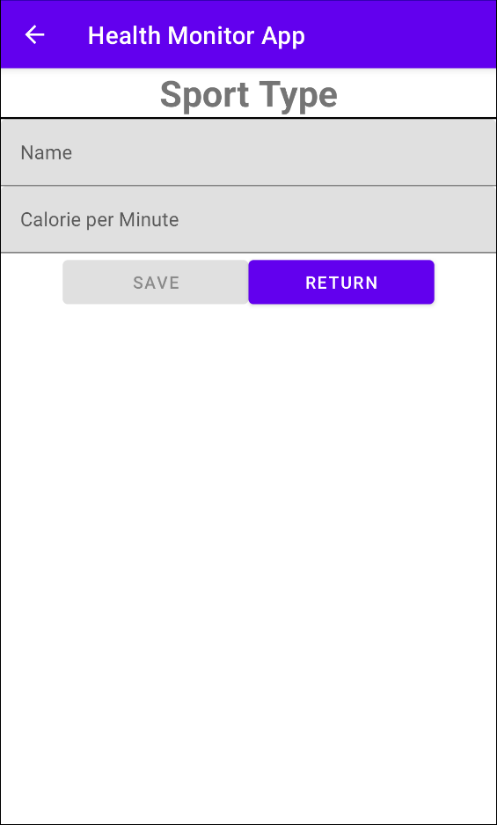 Health Monitor App
Sport Type
Name
Calorie per Minute
SAVE RETURN